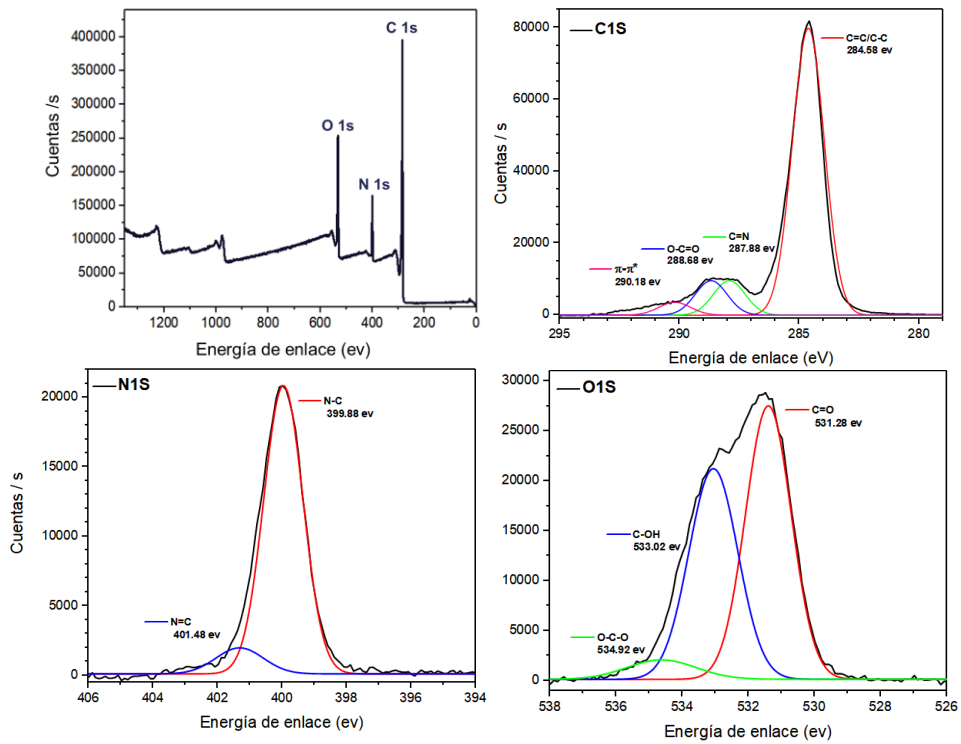 400000
350000
300000
250000
200000
150000
100000
50000
0
1200
1000
800
600
400
200
0
Cuentas /s
Energía de enlace (ev)
C 1s
O 1s
N 1s
C1S
80000
60000
40000
20000
0
295
290
285
280
Cuentas / s
Energía de enlace (eV)
C=C/C-C
284.58 ev
C=N
287.88 ev
O-C=O
288.68 ev
π-π*
290.18 ev
N1S
20000
15000
10000
5000
0
406
404
402
400
398
396
394
Cuentas / s
Energía de enlace (ev)
N-C
399.88 ev
N=C
401.48 ev
O1S
30000
25000
20000
15000
10000
5000
0
538
536
534
532
530
528
526
Energía de enlace (ev)
C=O
531.28 ev
C-OH
533.02 ev
O-C-O
534.92 ev